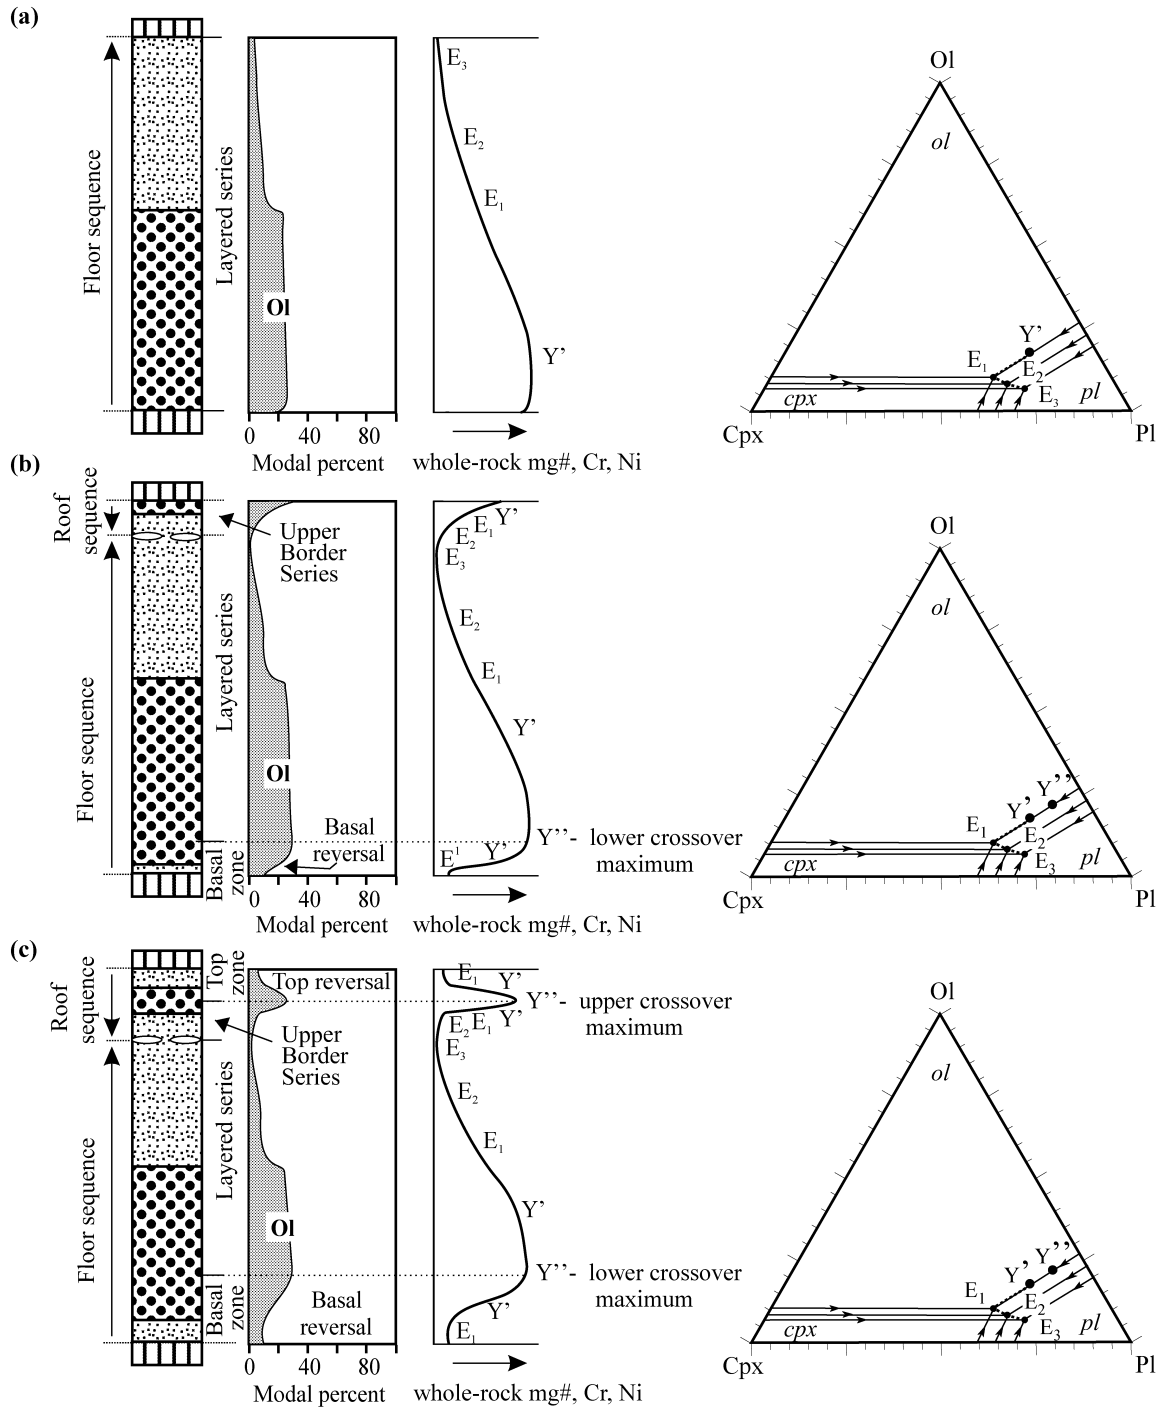 (a)
Floor sequence
Layered series
Ol
0 40 80
Modal percent
E₃
E₂
E₁
Y’
whole-rock mg#, Cr, Ni
Ol
ol
Y’
E₁
E₂
E₃
cpx
pl
Cpx
Pl
(b)
Roof
sequence
Floor sequence
Upper
Border
Series
Layered series
Basal
zone
Ol
Basal
reversal
0 40 80
Modal percent
Y’
E₁
E₂
E₃
E₂
E₁
Y’
Y’’- lower crossover
maximum
Y’
E¹
whole-rock mg#, Cr, Ni
Ol
ol
Y’’
Y’
E₁
E₂
E₃
cpx
pl
Cpx
Pl
(c)
Roof
sequence
Floor sequence
Top
zone
Top reversal
Upper
Border
Series
Layered series
Basal
zone
Ol
Basal
reversal
0 40 80
Modal percent
E₁ Y’
Y’’- upper crossover
maximum
E₂ E₁ Y’
E₃
E₂
E₁
Y’
Y’’- lower crossover
maximum
Y’
E₁
whole-rock mg#, Cr, Ni
Ol
ol
Y’’
Y’
E₁
E₂
E₃
cpx
pl
Cpx
Pl